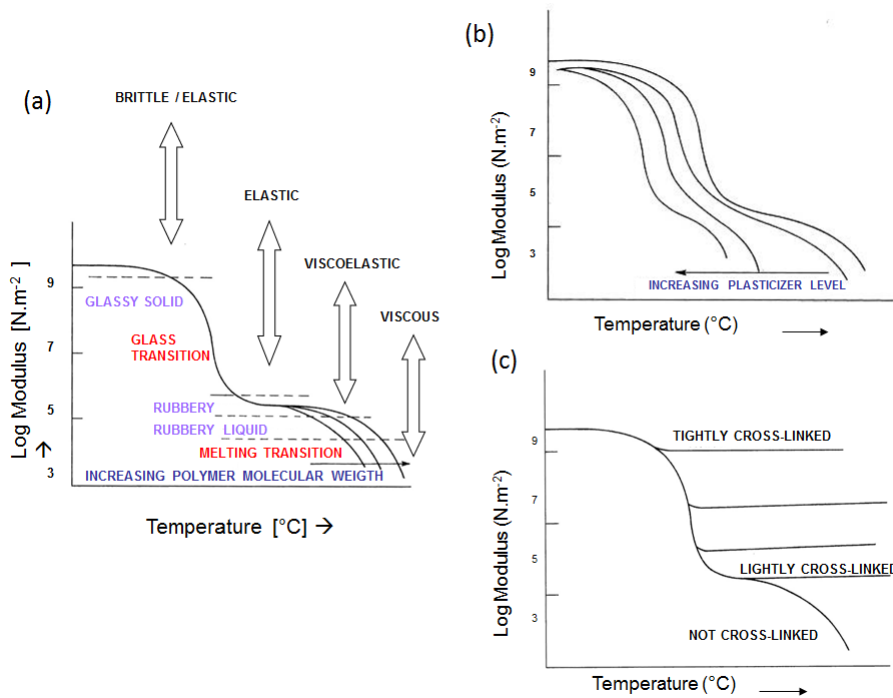 (a)
BRITTLE / ELASTIC
ELASTIC
VISCOELASTIC
VISCOUS
Log Modulus [N.m-2] →
9
7
5
3
GLASSY SOLID
GLASS
TRANSITION
RUBBERY
RUBBERY LIQUID
MELTING TRANSITION
INCREASING POLYMER MOLECULAR WEIGTH
Temperature [°C] →
(b)
Log Modulus (N.m-2)
9
7
5
3
INCREASING PLASTICIZER LEVEL
Temperature (°C)
(c)
Log Modulus (N.m-2)
9
7
5
3
TIGHTLY CROSS-LINKED
LIGHTLY CROSS-LINKED
NOT CROSS-LINKED
Temperature (°C)